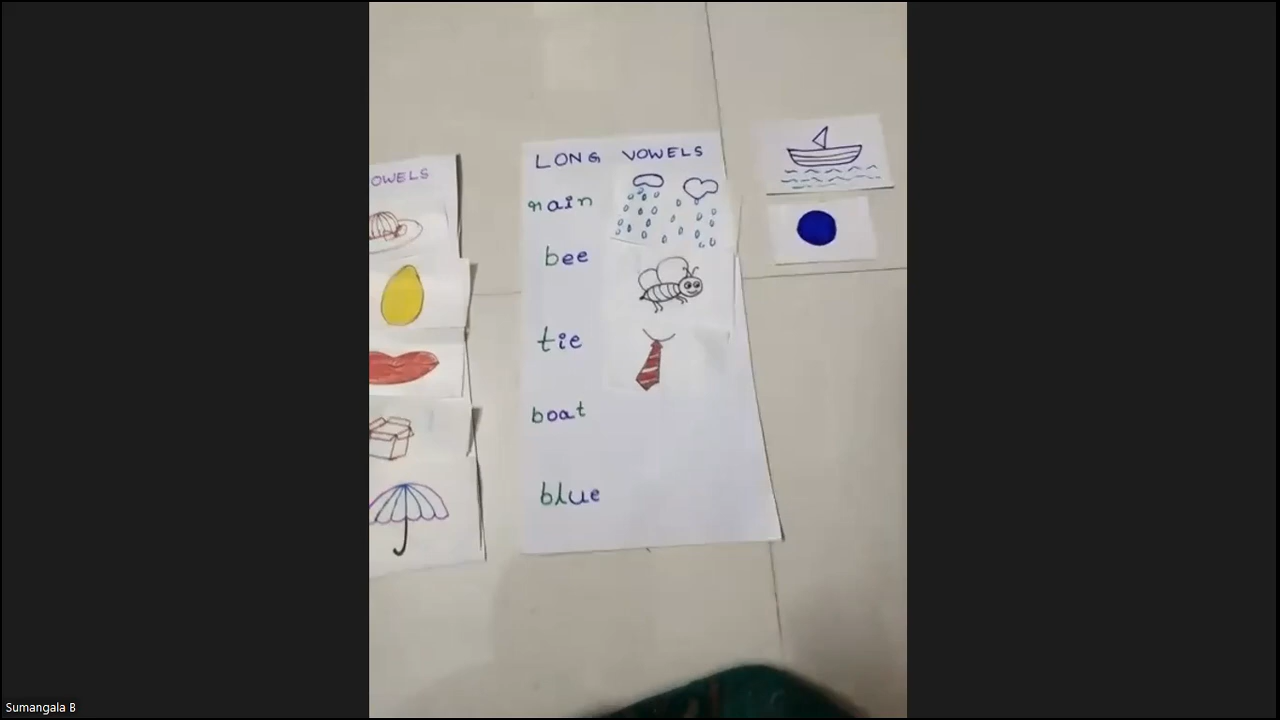 OWELS
LONG VOWELS
rain
bee
tie
boat
blue
Sumangala B